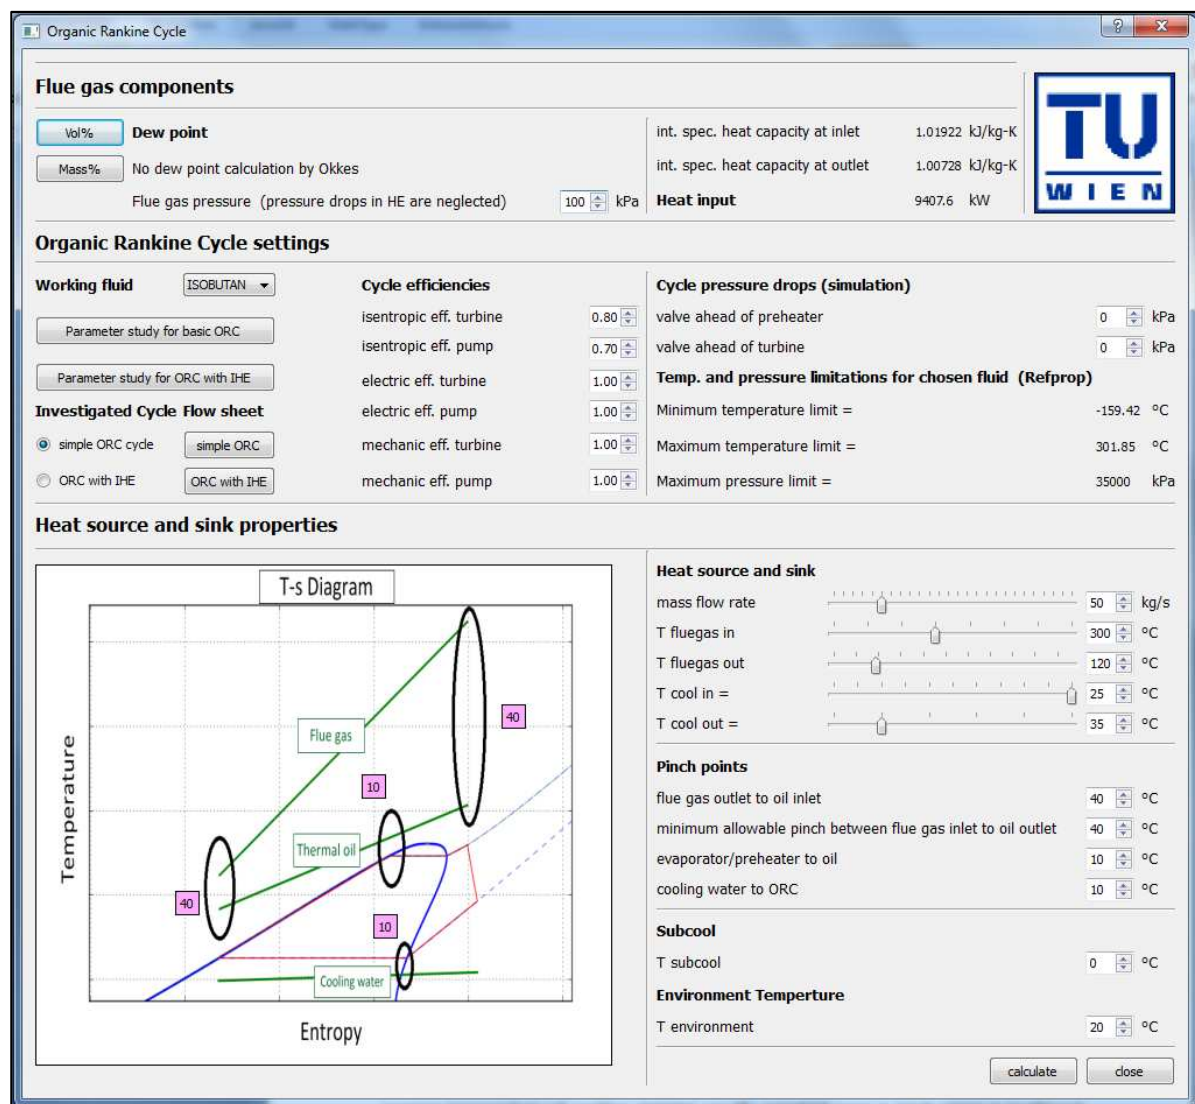 Organic Rankine Cycle
Flue gas components
Vol% Dew point
Mass% No dew point calculation by Okkes
Flue gas pressure (pressure drops in HE are neglected) 100 kPa
int. spec. heat capacity at inlet 1.01922 kJ/kg-K
int. spec. heat capacity at outlet 1.00728 kJ/kg-K
Heat input 9407.6 kW
TU
WIEN
Organic Rankine Cycle settings
Working fluid ISOBUTAN
Parameter study for basic ORC
Parameter study for ORC with IHE
Investigated Cycle Flow sheet
simple ORC cycle simple ORC
ORC with IHE ORC with IHE
Cycle efficiencies
isentropic eff. turbine 0.80
isentropic eff. pump 0.70
electric eff. turbine 1.00
electric eff. pump 1.00
mechanic eff. turbine 1.00
mechanic eff. pump 1.00
Cycle pressure drops (simulation)
valve ahead of preheater 0 kPa
valve ahead of turbine 0 kPa
Temp. and pressure limitations for chosen fluid (Refprop)
Minimum temperature limit = -159.42 °C
Maximum temperature limit = 301.85 °C
Maximum pressure limit = 35000 kPa
Heat source and sink properties
T-s Diagram
Temperature
40
Flue gas
10
Thermal oil
40
10
Cooling water
Entropy
Heat source and sink
mass flow rate 50 kg/s
T fluegas in 300 °C
T fluegas out 120 °C
T cool in = 25 °C
T cool out = 35 °C
Pinch points
flue gas outlet to oil inlet 40 °C
minimum allowable pinch between flue gas inlet to oil outlet 40 °C
evaporator/preheater to oil 10 °C
cooling water to ORC 10 °C
Subcool
T subcool 0 °C
Environment Temperture
T environment 20 °C
calculate close